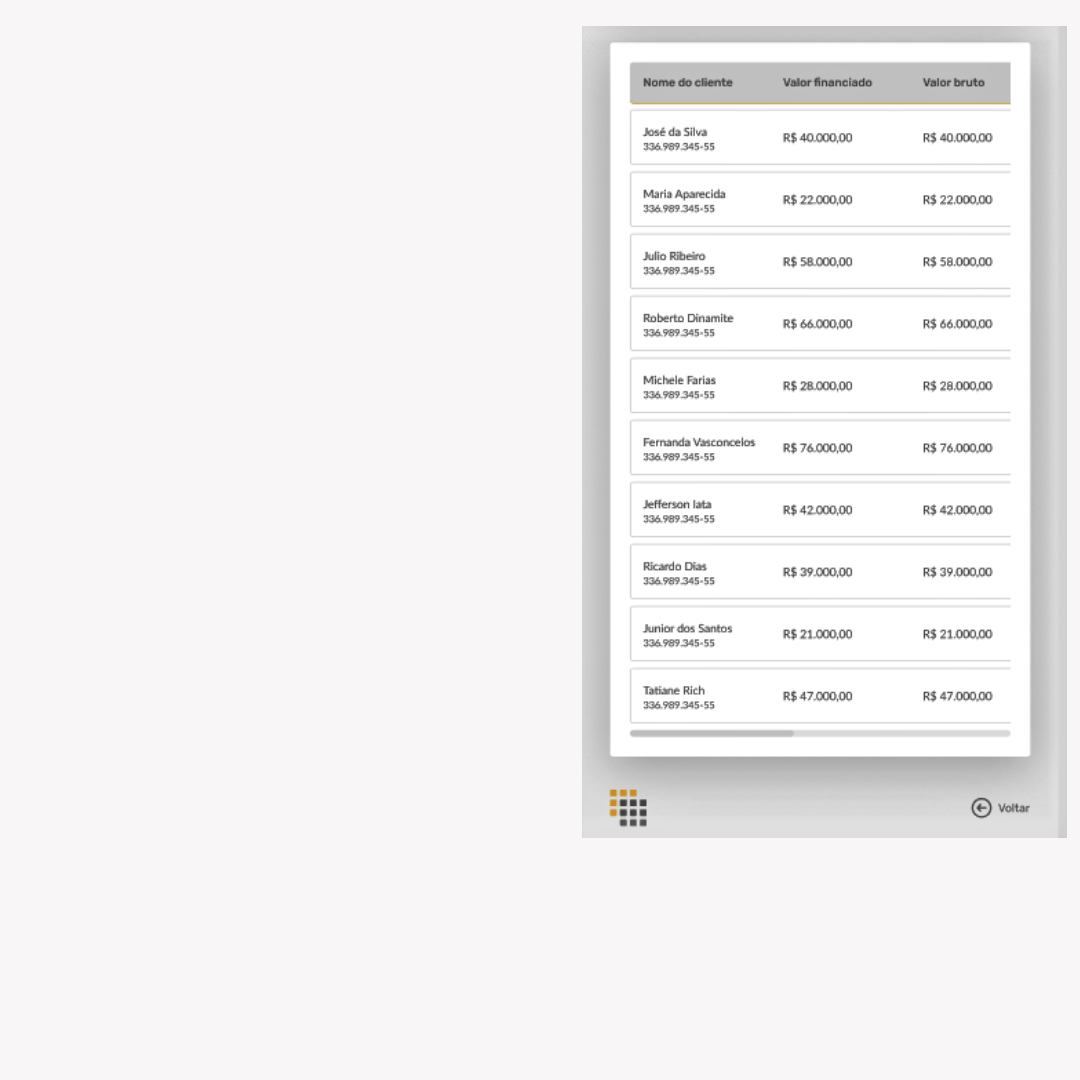 Nome do cliente Valor financiado Valor bruto
José da Silva
336.989.345-55
R$ 40.000,00 R$ 40.000,00
Maria Aparecida
336.989.345-55
R$ 22.000,00 R$ 22.000,00
Julio Ribeiro
336.989.345-55
R$ 58.000,00 R$ 58.000,00
Roberto Dinamite
336.989.345-55
R$ 66.000,00 R$ 66.000,00
Michele Farias
336.989.345-55
R$ 28.000,00 R$ 28.000,00
Fernanda Vasconcelos
336.989.345-55
R$ 76.000,00 R$ 76.000,00
Jefferson Iata
336.989.345-55
R$ 42.000,00 R$ 42.000,00
Ricardo Dias
336.989.345-55
R$ 39.000,00 R$ 39.000,00
Junior dos Santos
336.989.345-55
R$ 21.000,00 R$ 21.000,00
Tatiane Rich
336.989.345-55
R$ 47.000,00 R$ 47.000,00
Voltar